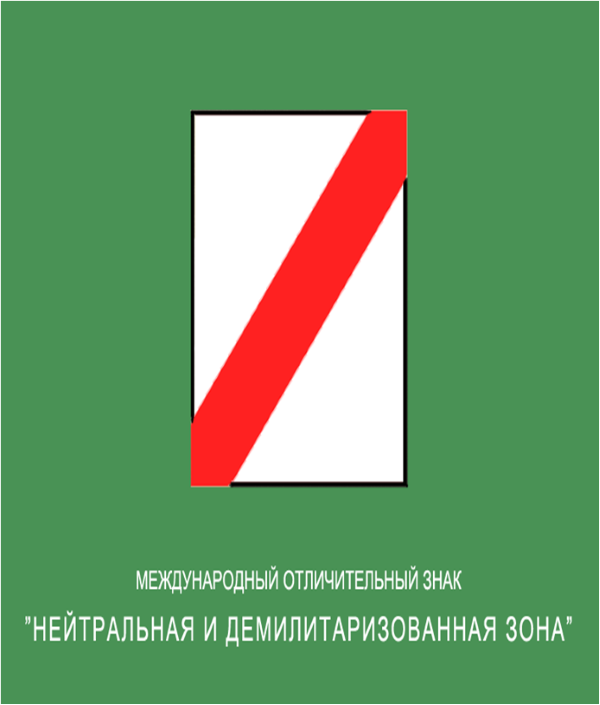 МЕЖДУНАРОДНЫЙ ОТЛИЧИТЕЛЬНЫЙ ЗНАК
"НЕЙТРАЛЬНАЯ И ДЕМИЛИТАРИЗОВАННАЯ ЗОНА"